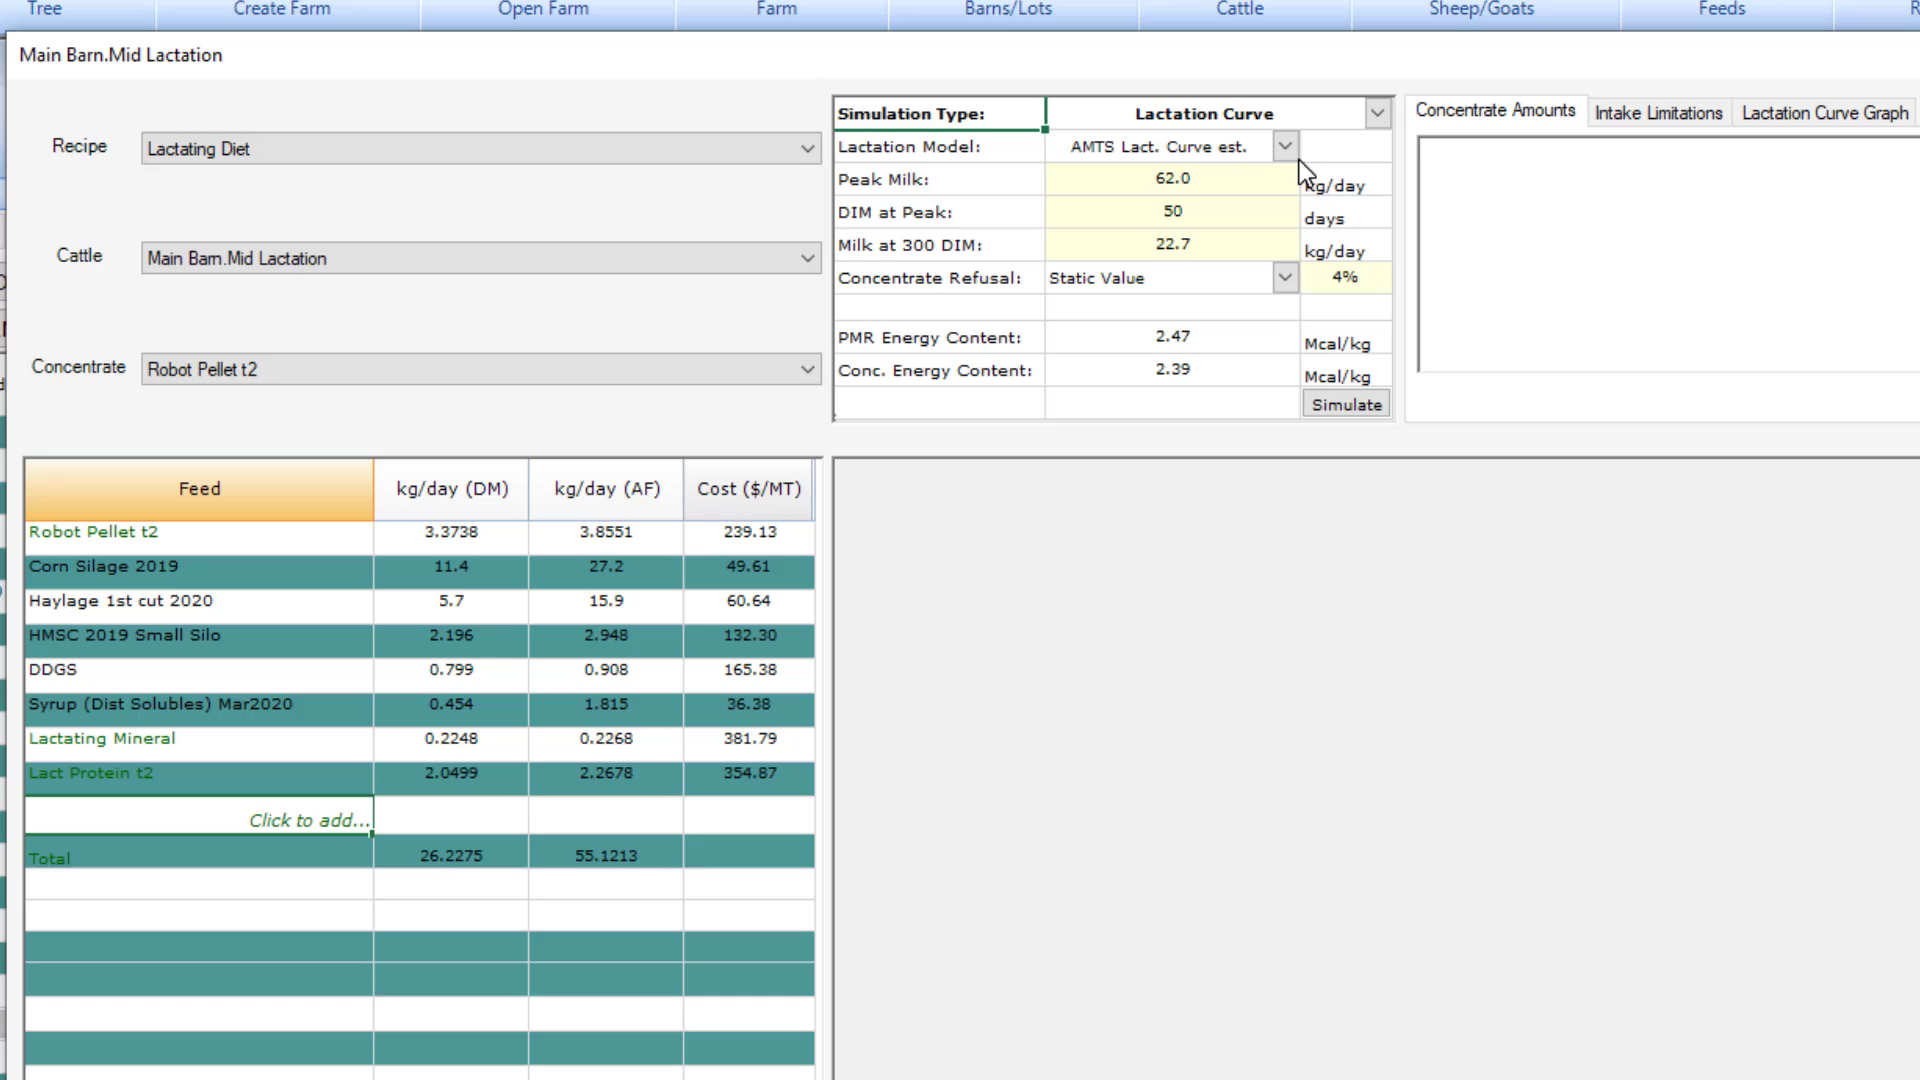 Tree Create Farm Open Farm Farm Barns/Lots Cattle Sheep/Goats Feeds
Main Barn.Mid Lactation
Recipe Lactating Diet
Cattle Main Barn.Mid Lactation
Concentrate Robot Pellet t2
Simulation Type: Lactation Curve
Lactation Model: AMTS Lact. Curve est.
Peak Milk: 62.0 kg/day
DIM at Peak: 50 days
Milk at 300 DIM: 22.7 kg/day
Concentrate Refusal: Static Value 4%
PMR Energy Content: 2.47 Mcal/kg
Conc. Energy Content: 2.39 Mcal/kg
Simulate
Concentrate Amounts Intake Limitations Lactation Curve Graph
Feed kg/day (DM) kg/day (AF) Cost ($/MT)
Robot Pellet t2 3.3738 3.8551 239.13
Corn Silage 2019 11.4 27.2 49.61
Haylage 1st cut 2020 5.7 15.9 60.64
HMSC 2019 Small Silo 2.196 2.948 132.30
DDGS 0.799 0.908 165.38
Syrup (Dist Solubles) Mar2020 0.454 1.815 36.38
Lactating Mineral 0.2248 0.2268 381.79
Lact Protein t2 2.0499 2.2678 354.87
Click to add...
Total 26.2275 55.1213